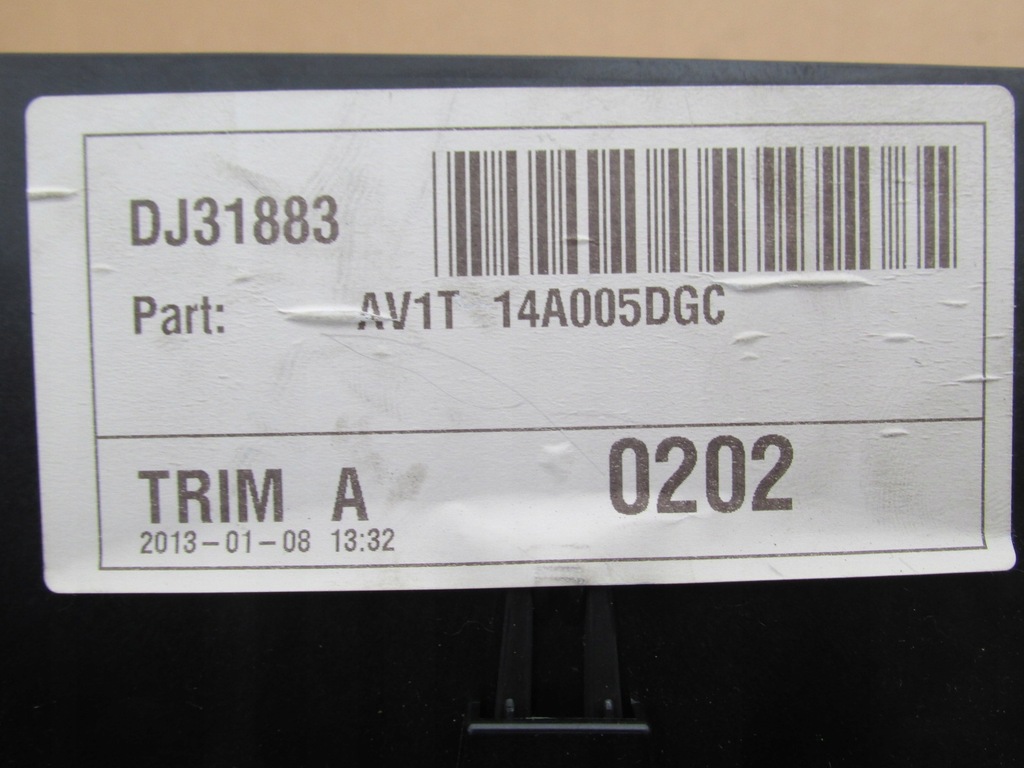 DJ31883
Part: AV1T 14A005DGC
TRIM A 0202
2013-01-08 13:32